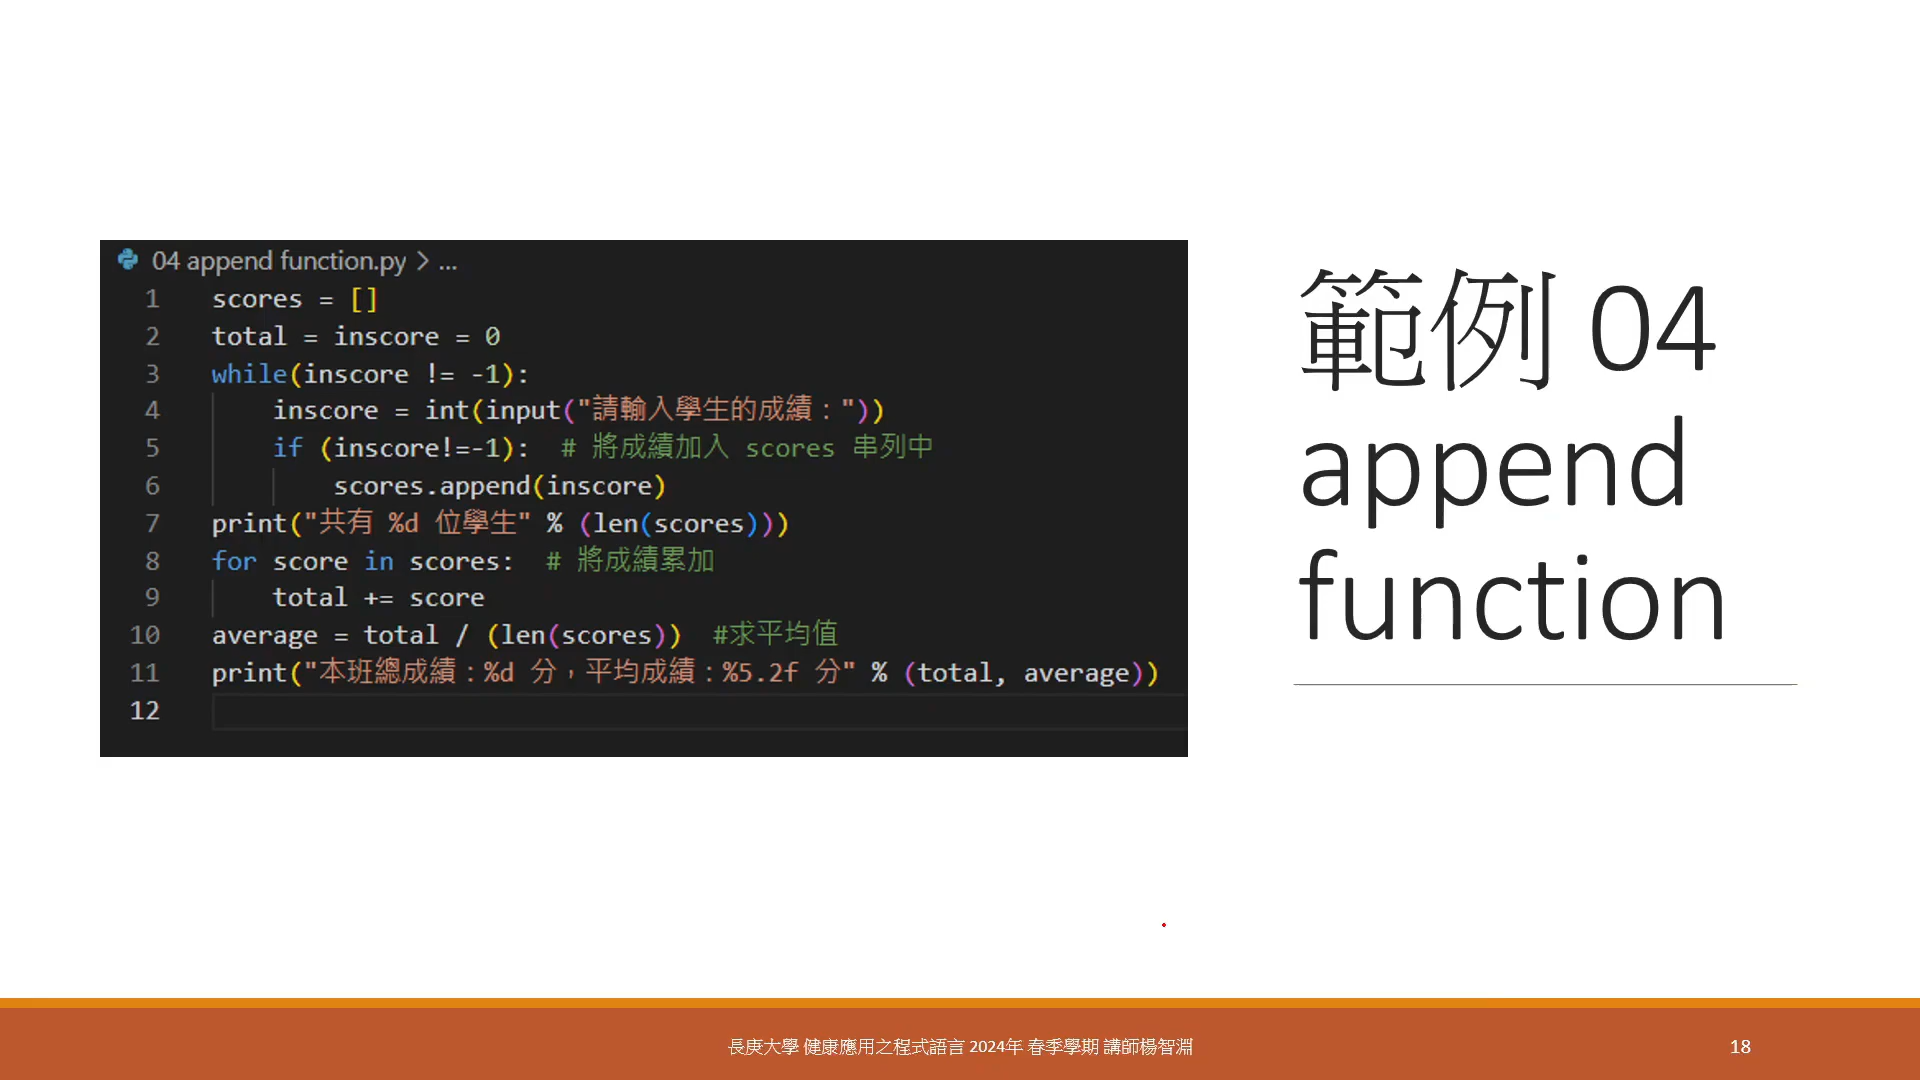 04 append function.py > ...
1 scores = []
2 total = inscore = 0
3 while(inscore != -1):
4 inscore = int(input("請輸入學生的成績："))
5 if (inscore!=-1): # 將成績加入 scores 串列中
6 scores.append(inscore)
7 print("共有 %d 位學生" % (len(scores)))
8 for score in scores: # 將成績累加
9 total += score
10 average = total / (len(scores)) #求平均值
11 print("本班總成績：%d 分，平均成績：%5.2f 分" % (total, average))
12
範例 04
append
function
長庚大學 健康應用之程式語言 2024年 春季學期 講師楊智淵
18